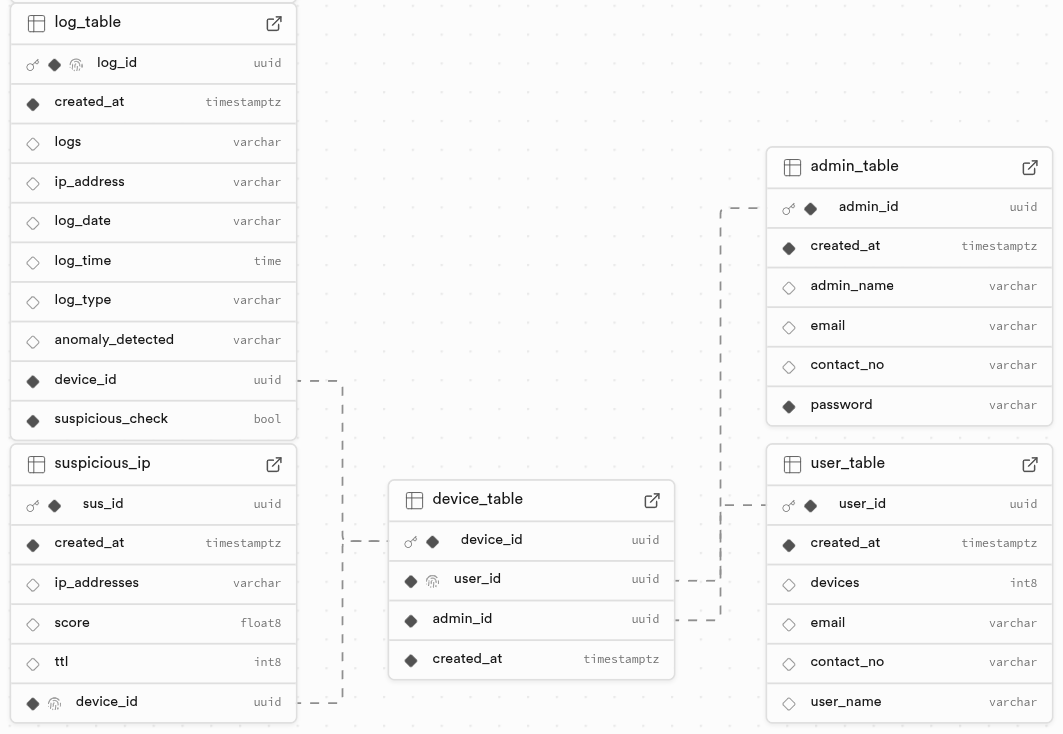 log_table
log_id uuid
created_at timestamptz
logs varchar
ip_address varchar
log_date varchar
log_time time
log_type varchar
anomaly_detected varchar
device_id uuid
suspicious_check bool
suspicious_ip
sus_id uuid
created_at timestamptz
ip_addresses varchar
score float8
ttl int8
device_id uuid
device_table
device_id uuid
user_id uuid
admin_id uuid
created_at timestamptz
admin_table
admin_id uuid
created_at timestamptz
admin_name varchar
email varchar
contact_no varchar
password varchar
user_table
user_id uuid
created_at timestamptz
devices int8
email varchar
contact_no varchar
user_name varchar